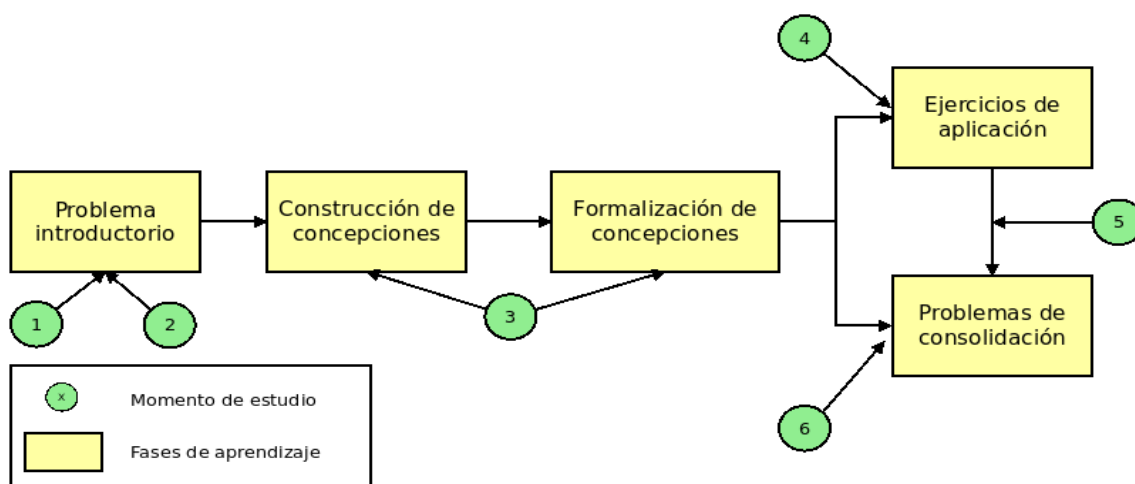 4
Ejercicios de
aplicación
Problema
introductorio
Construcción de
concepciones
Formalización de
concepciones
5
1
2
3
Problemas de
consolidación
6
x
Momento de estudio
Fases de aprendizaje